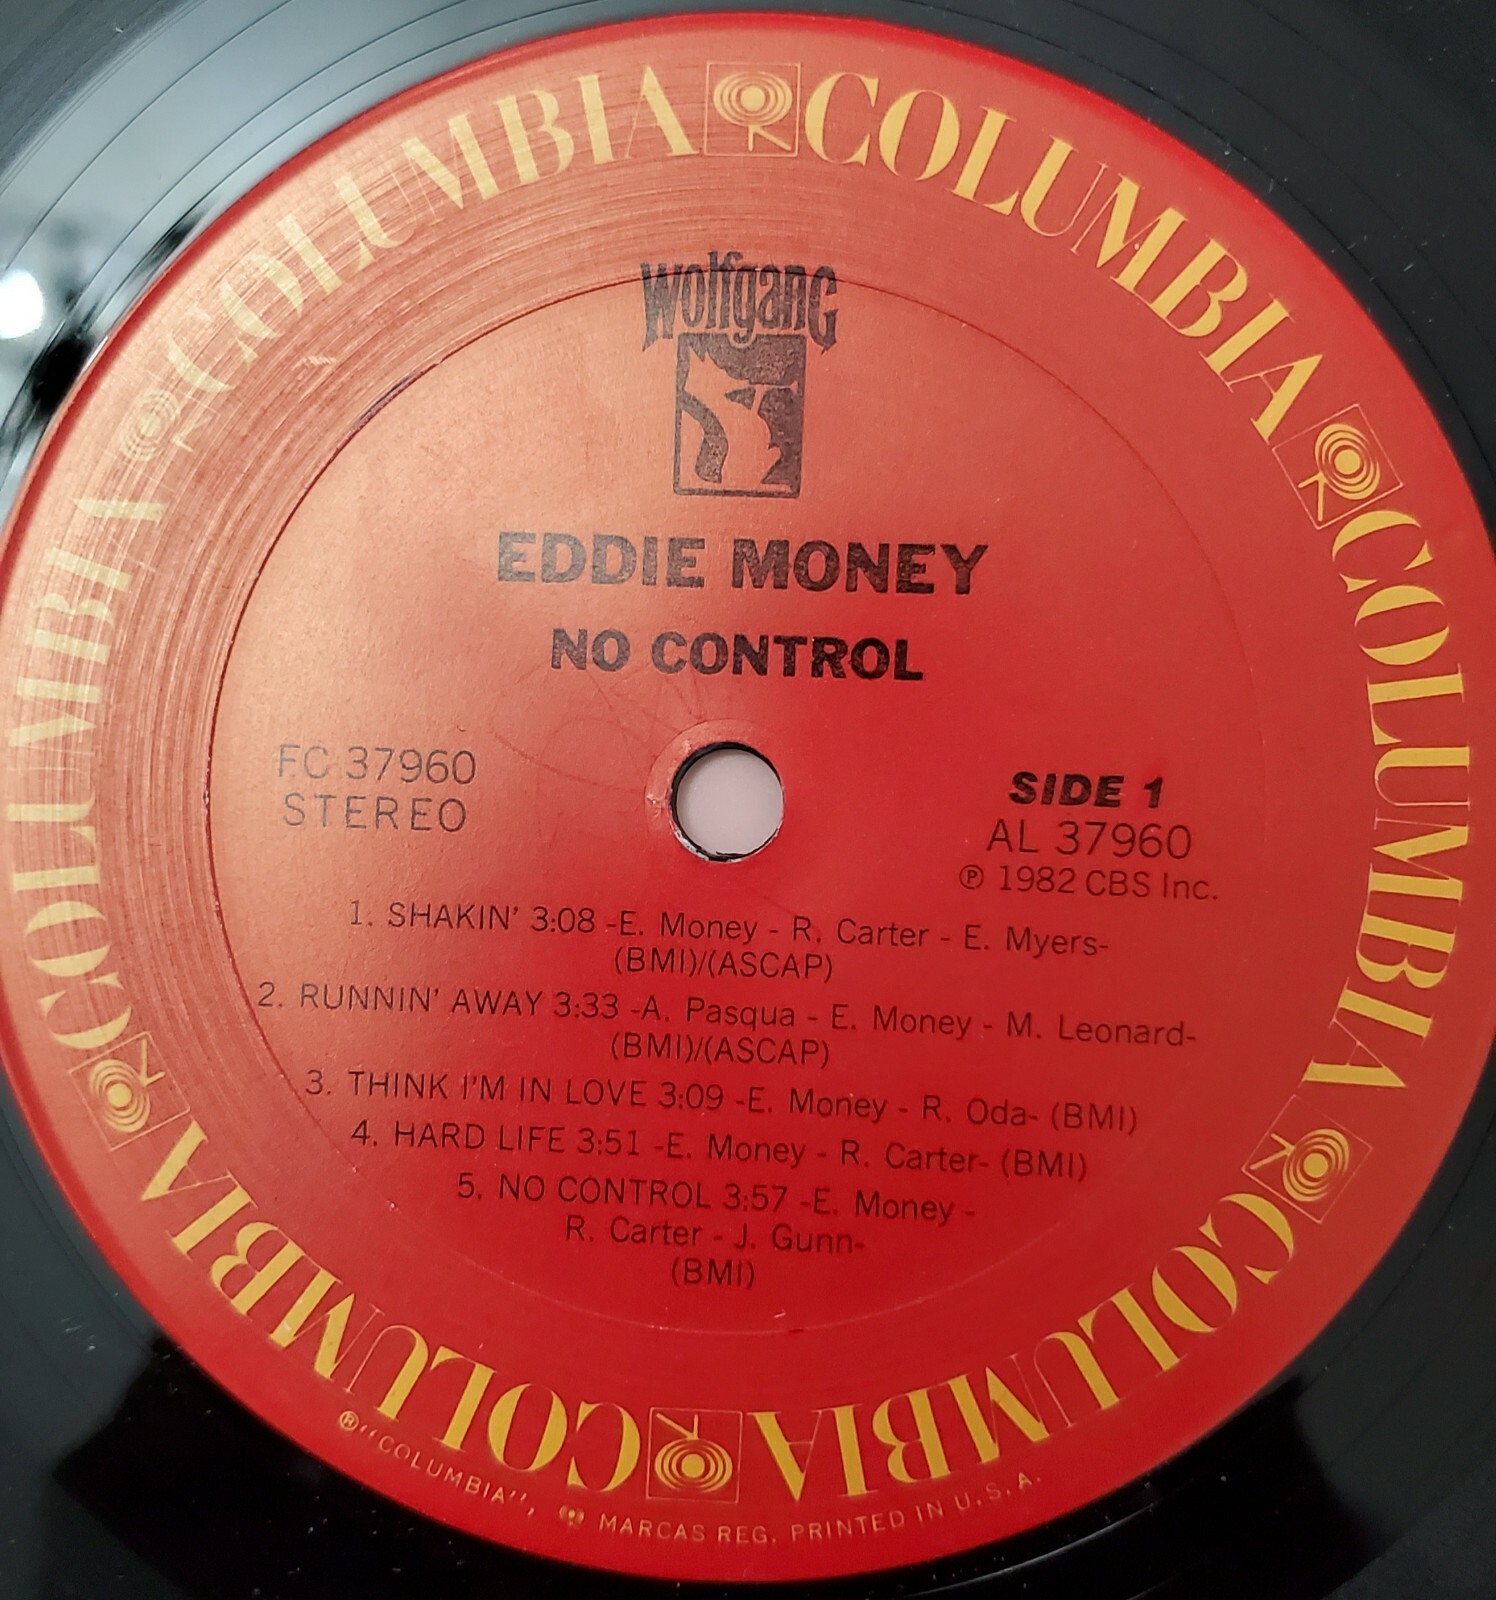 COLUMBIA COLUMBIA COLUMBIA COLUMBIA COLUMBIA COLUMBIA COLUMBIA
wolfganG
EDDIE MONEY
NO CONTROL
FC 37960
STEREO
SIDE 1
AL 37960
Ⓟ 1982 CBS Inc.
1. SHAKIN' 3:08 -E. Money - R. Carter - E. Myers-
(BMI)/(ASCAP)
2. RUNNIN' AWAY 3:33 -A. Pasqua - E. Money - M. Leonard-
(BMI)/(ASCAP)
3. THINK I'M IN LOVE 3:09 -E. Money - R. Oda- (BMI)
4. HARD LIFE 3:51 -E. Money - R. Carter- (BMI)
5. NO CONTROL 3:57 -E. Money -
R. Carter - J. Gunn-
(BMI)
® "COLUMBIA", MARCAS REG. PRINTED IN U.S.A.